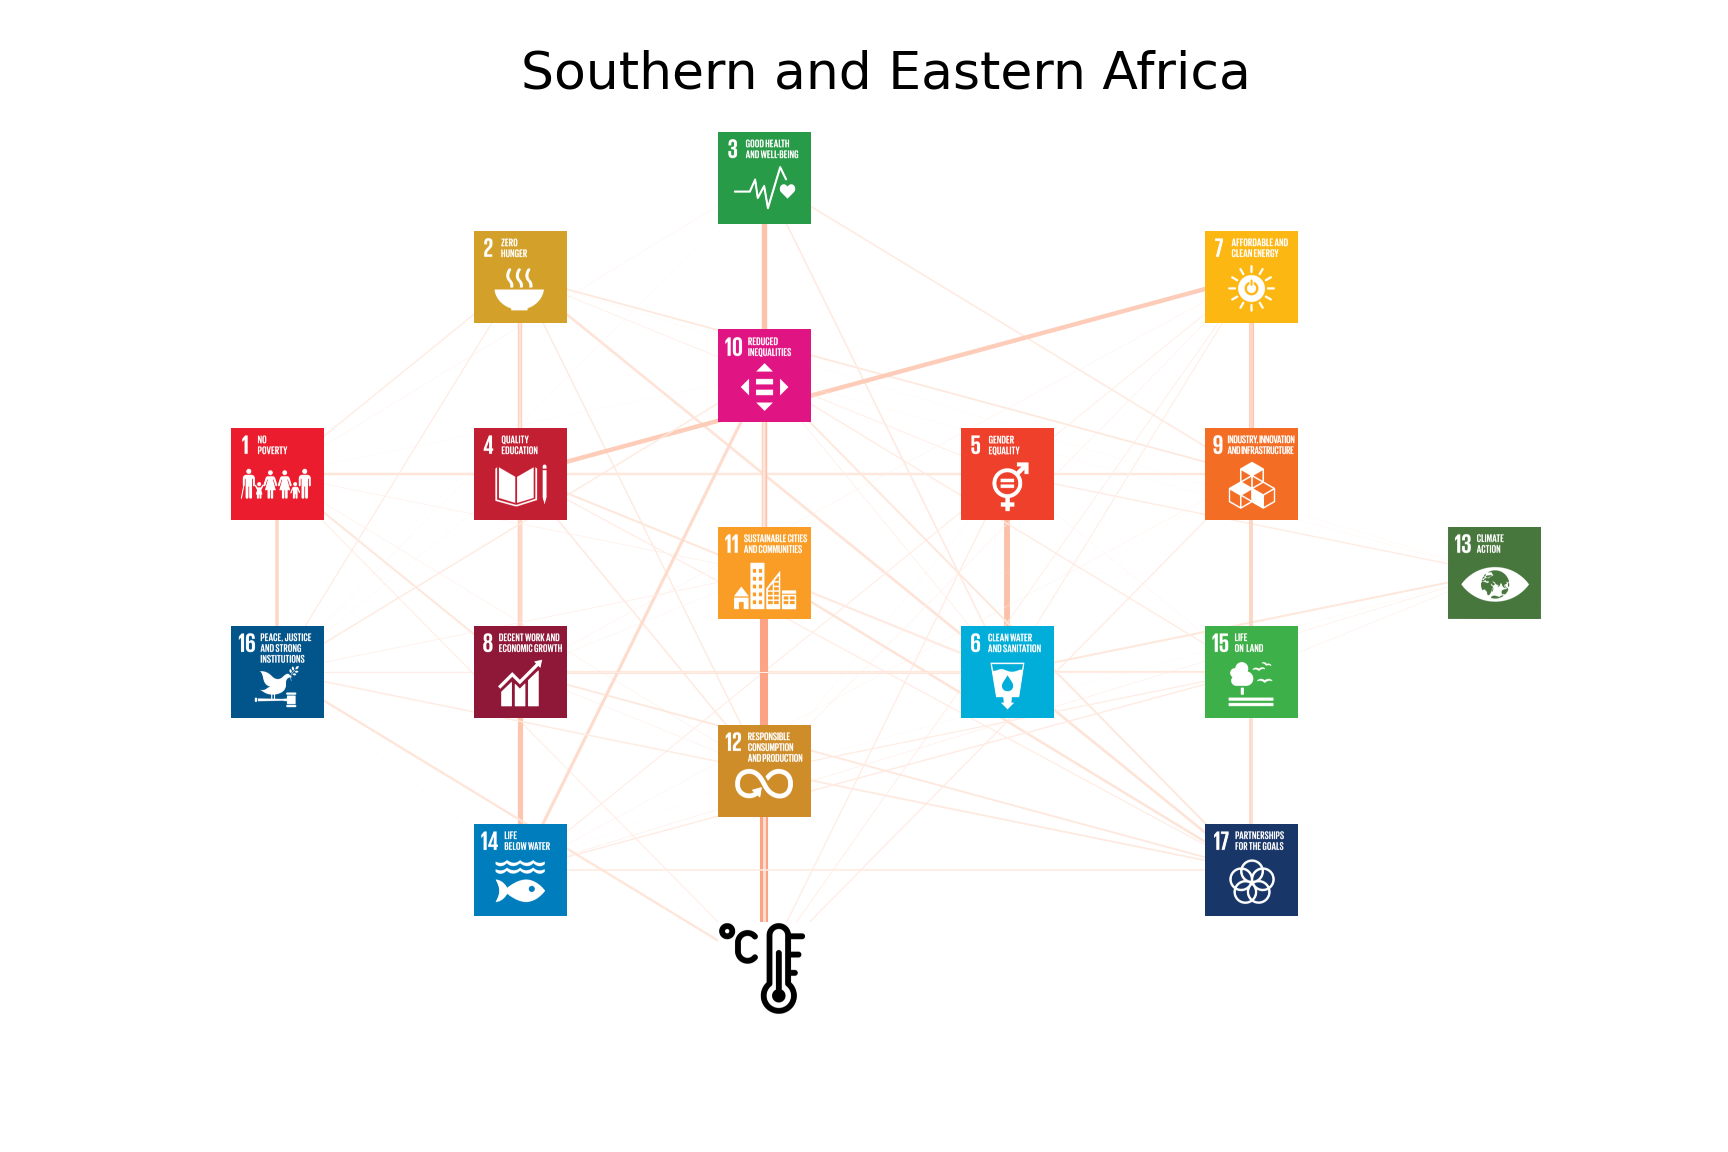 Southern and Eastern Africa
3 GOOD HEALTH
AND WELL-BEING
2 ZERO
HUNGER
7 AFFORDABLE AND
CLEAN ENERGY
10 REDUCED
INEQUALITIES
1 NO
POVERTY
4 QUALITY
EDUCATION
5 GENDER
EQUALITY
9 INDUSTRY, INNOVATION
AND INFRASTRUCTURE
11 SUSTAINABLE CITIES
AND COMMUNITIES
13 CLIMATE
ACTION
16 PEACE, JUSTICE
AND STRONG
INSTITUTIONS
8 DECENT WORK AND
ECONOMIC GROWTH
6 CLEAN WATER
AND SANITATION
15 LIFE
ON LAND
12 RESPONSIBLE
CONSUMPTION
AND PRODUCTION
14 LIFE
BELOW WATER
17 PARTNERSHIPS
FOR THE GOALS
°C